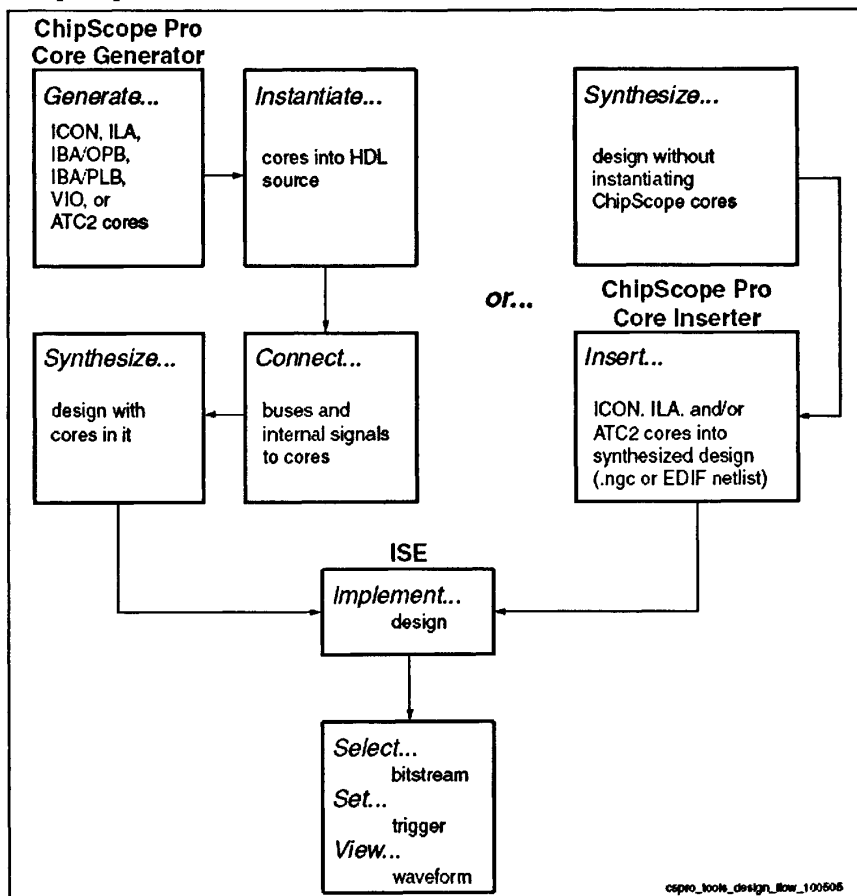 ChipScope Pro
Core Generator
Generate...
ICON, ILA,
IBA/OPB,
IBA/PLB,
VIO, or
ATC2 cores
Instantiate...
cores into HDL
source
Synthesize...
design without
instantiating
ChipScope cores
or...
ChipScope Pro
Core Inserter
Synthesize...
design with
cores in it
Connect...
buses and
internal signals
to cores
Insert...
ICON. ILA. and/or
ATC2 cores into
synthesized design
(.ngc or EDIF netlist)
ISE
Implement...
design
Select...
bitstream
Set...
trigger
View...
waveform
cspro_tools_design_flow_100505